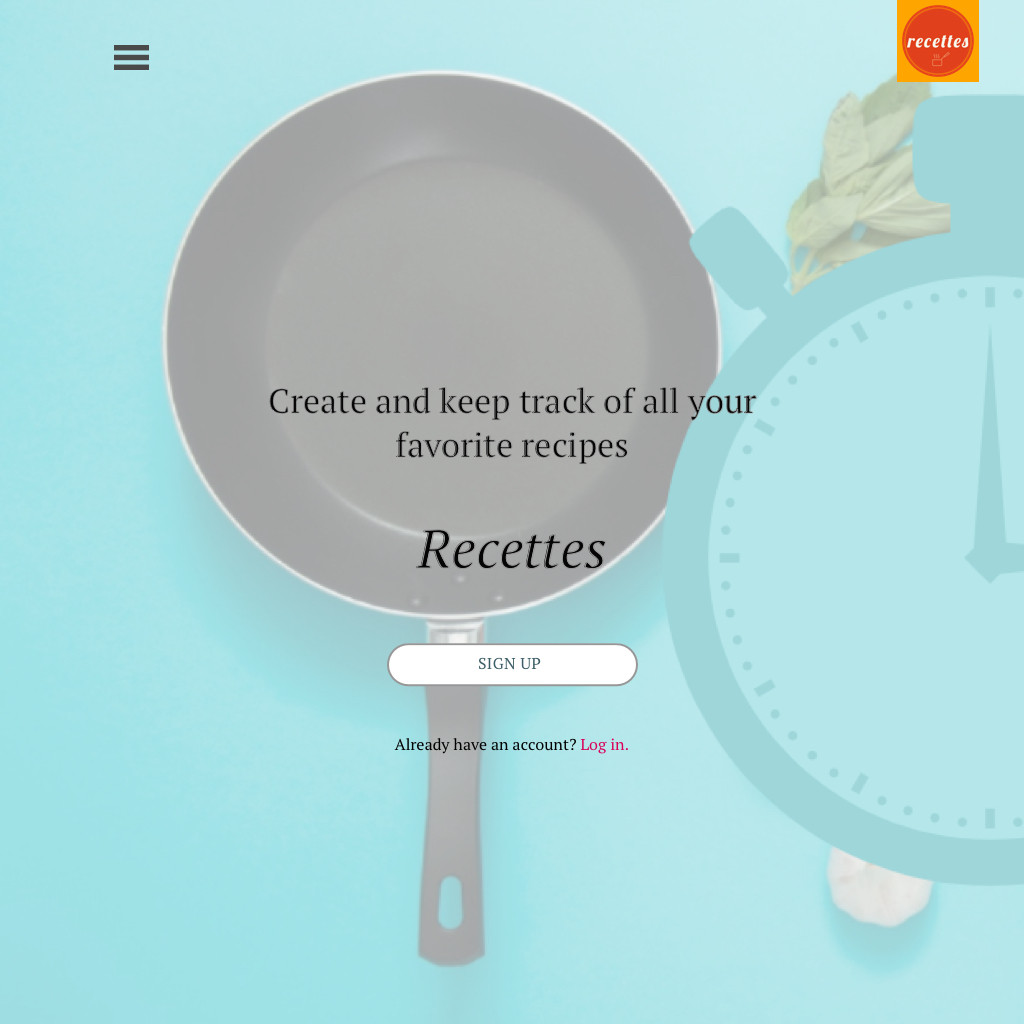 recettes
Create and keep track of all your
favorite recipes
Recettes
SIGN UP
Already have an account? Log in.